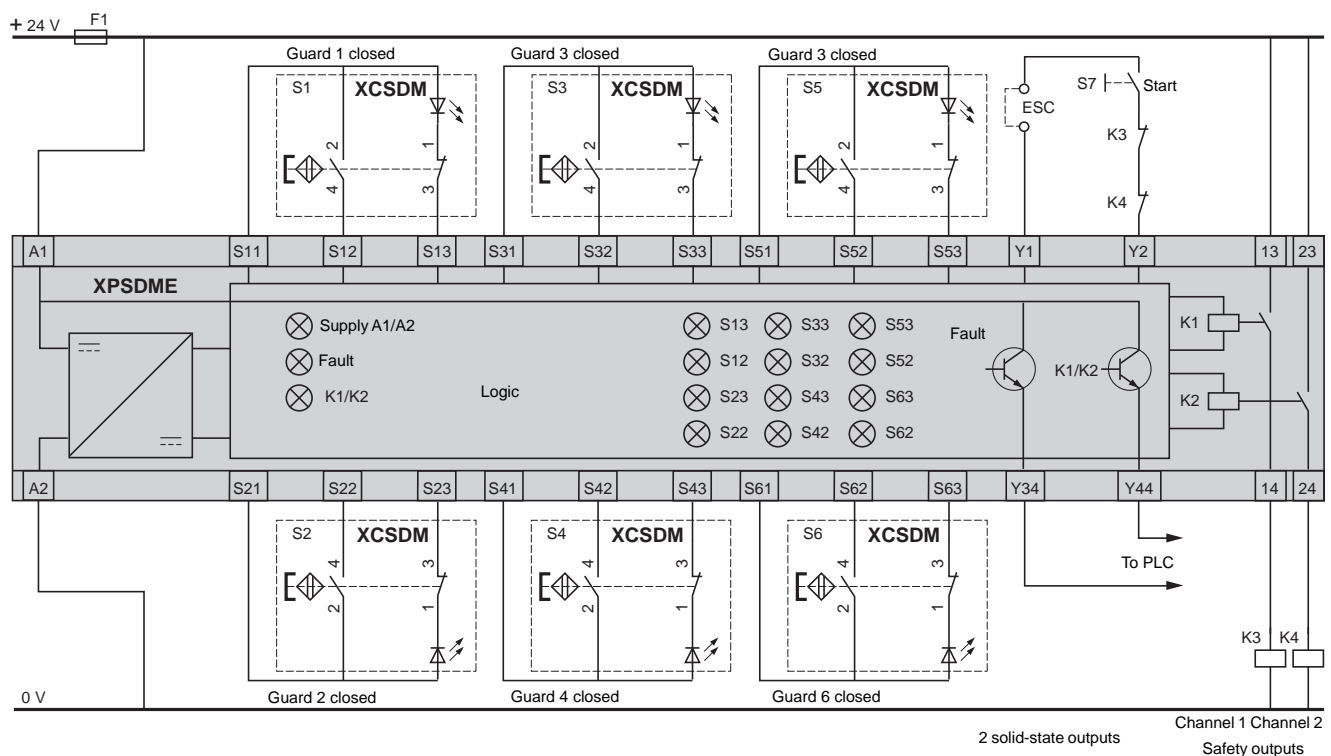 + 24 V
F1
Guard 1 closed
Guard 3 closed
Guard 3 closed
S1
XCSDM
S3
XCSDM
S5
XCSDM
S7
Start
ESC
2
1
2
1
2
1
K3
4
3
4
3
4
3
K4
A1
S11
S12
S13
S31
S32
S33
S51
S52
S53
Y1
Y2
13
23
XPSDME
Supply A1/A2
S13
S33
S53
Fault
K1
Fault
S12
S32
S52
K1/K2
K1/K2
Logic
S23
S43
S63
K2
S22
S42
S62
A2
S21
S22
S23
S41
S42
S43
S61
S62
S63
Y34
Y44
14
24
S2
XCSDM
S4
XCSDM
S6
XCSDM
4
3
4
3
4
3
To PLC
2
1
2
1
2
1
K3
K4
0 V
Guard 2 closed
Guard 4 closed
Guard 6 closed
2 solid-state outputs
Channel 1 Channel 2
Safety outputs